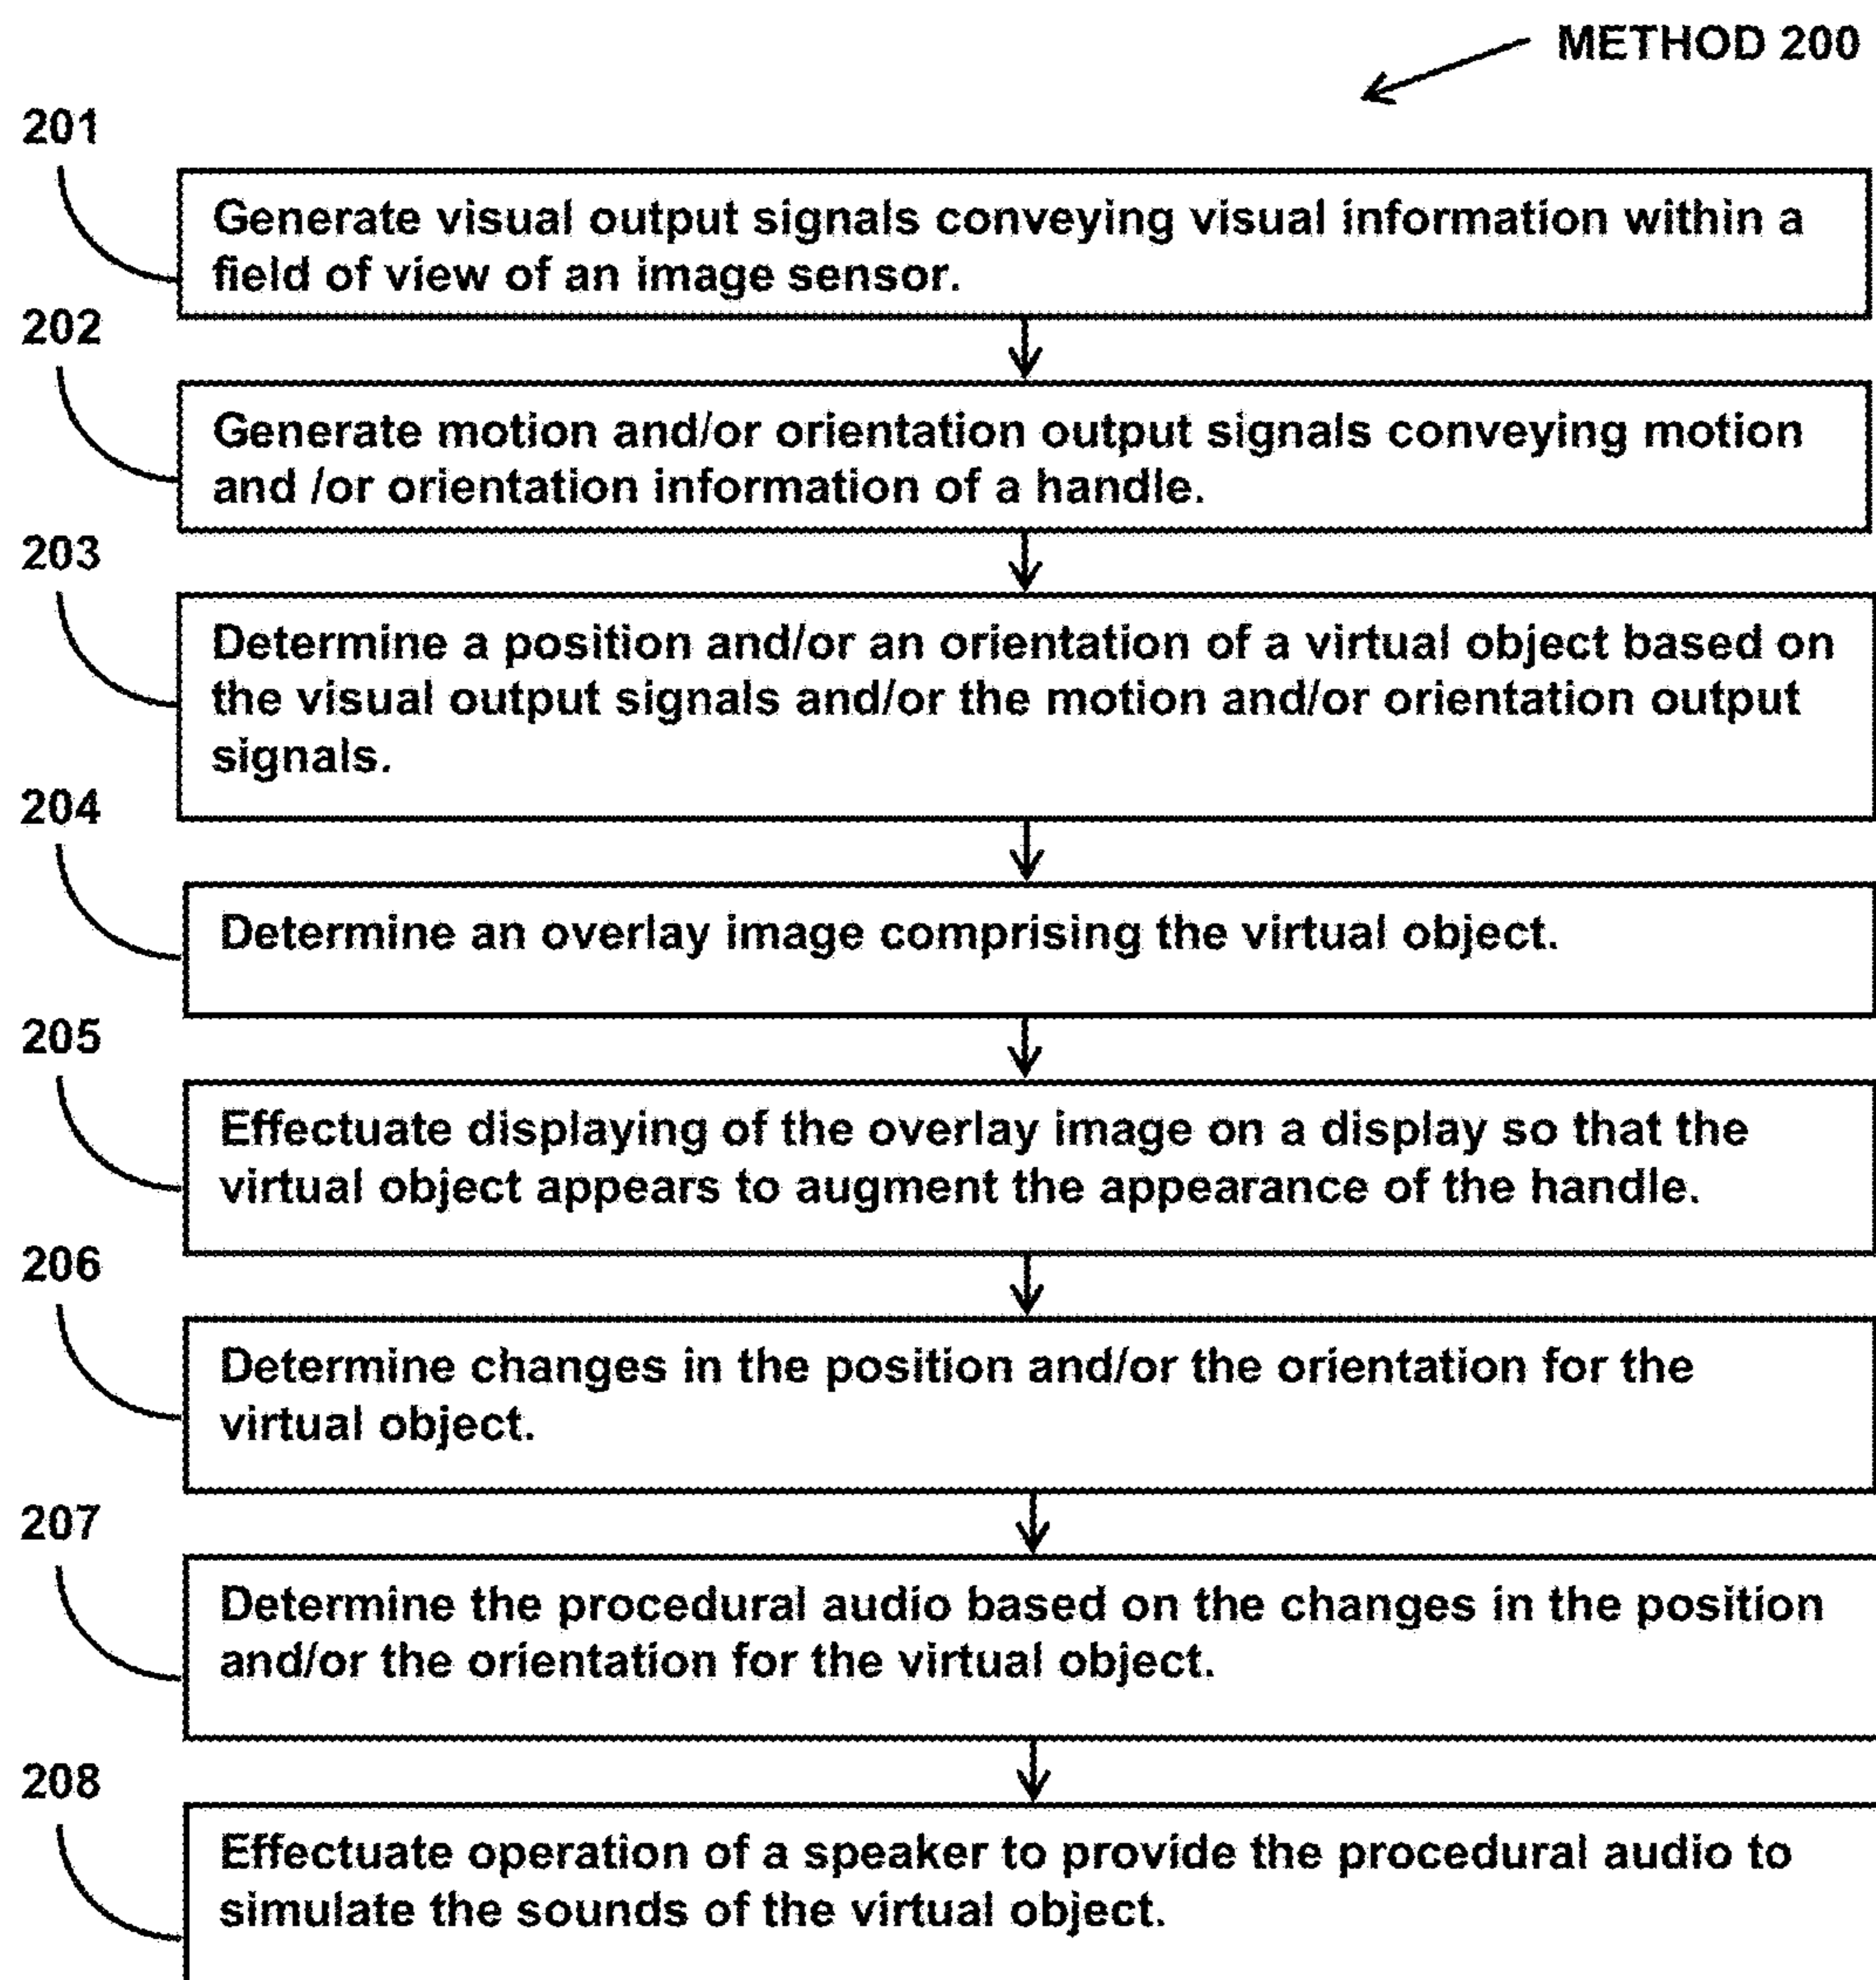 METHOD 200
201
Generate visual output signals conveying visual information within a
field of view of an image sensor.
202
Generate motion and/or orientation output signals conveying motion
and /or orientation information of a handle.
203
Determine a position and/or an orientation of a virtual object based on
the visual output signals and/or the motion and/or orientation output
signals.
204
Determine an overlay image comprising the virtual object.
205
Effectuate displaying of the overlay image on a display so that the
virtual object appears to augment the appearance of the handle.
206
Determine changes in the position and/or the orientation for the
virtual object.
207
Determine the procedural audio based on the changes in the position
and/or the orientation for the virtual object.
208
Effectuate operation of a speaker to provide the procedural audio to
simulate the sounds of the virtual object.